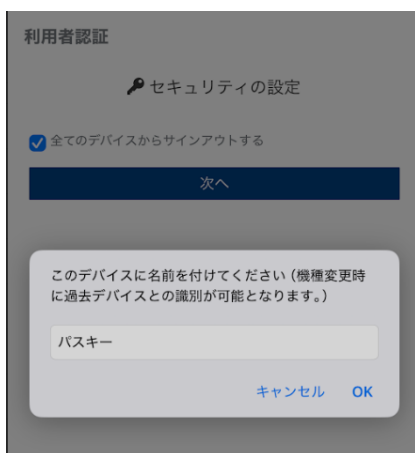 利用者認証
セキュリティの設定
全てのデバイスからサインアウトする
次へ
このデバイスに名前を付けてください（機種変更時
に過去デバイスとの識別が可能となります。）
パスキー
キャンセル OK